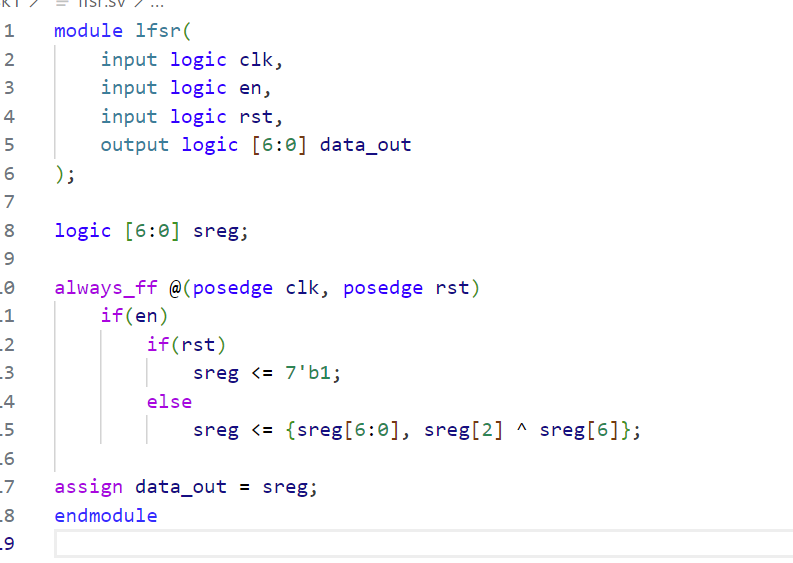 lfsr.sv
1 module lfsr(
2 input logic clk,
3 input logic en,
4 input logic rst,
5 output logic [6:0] data_out
6 );
7
8 logic [6:0] sreg;
9
0 always_ff @(posedge clk, posedge rst)
1 if(en)
2 if(rst)
3 sreg <= 7'b1;
4 else
5 sreg <= {sreg[6:0], sreg[2] ^ sreg[6]};
6
7 assign data_out = sreg;
8 endmodule
9